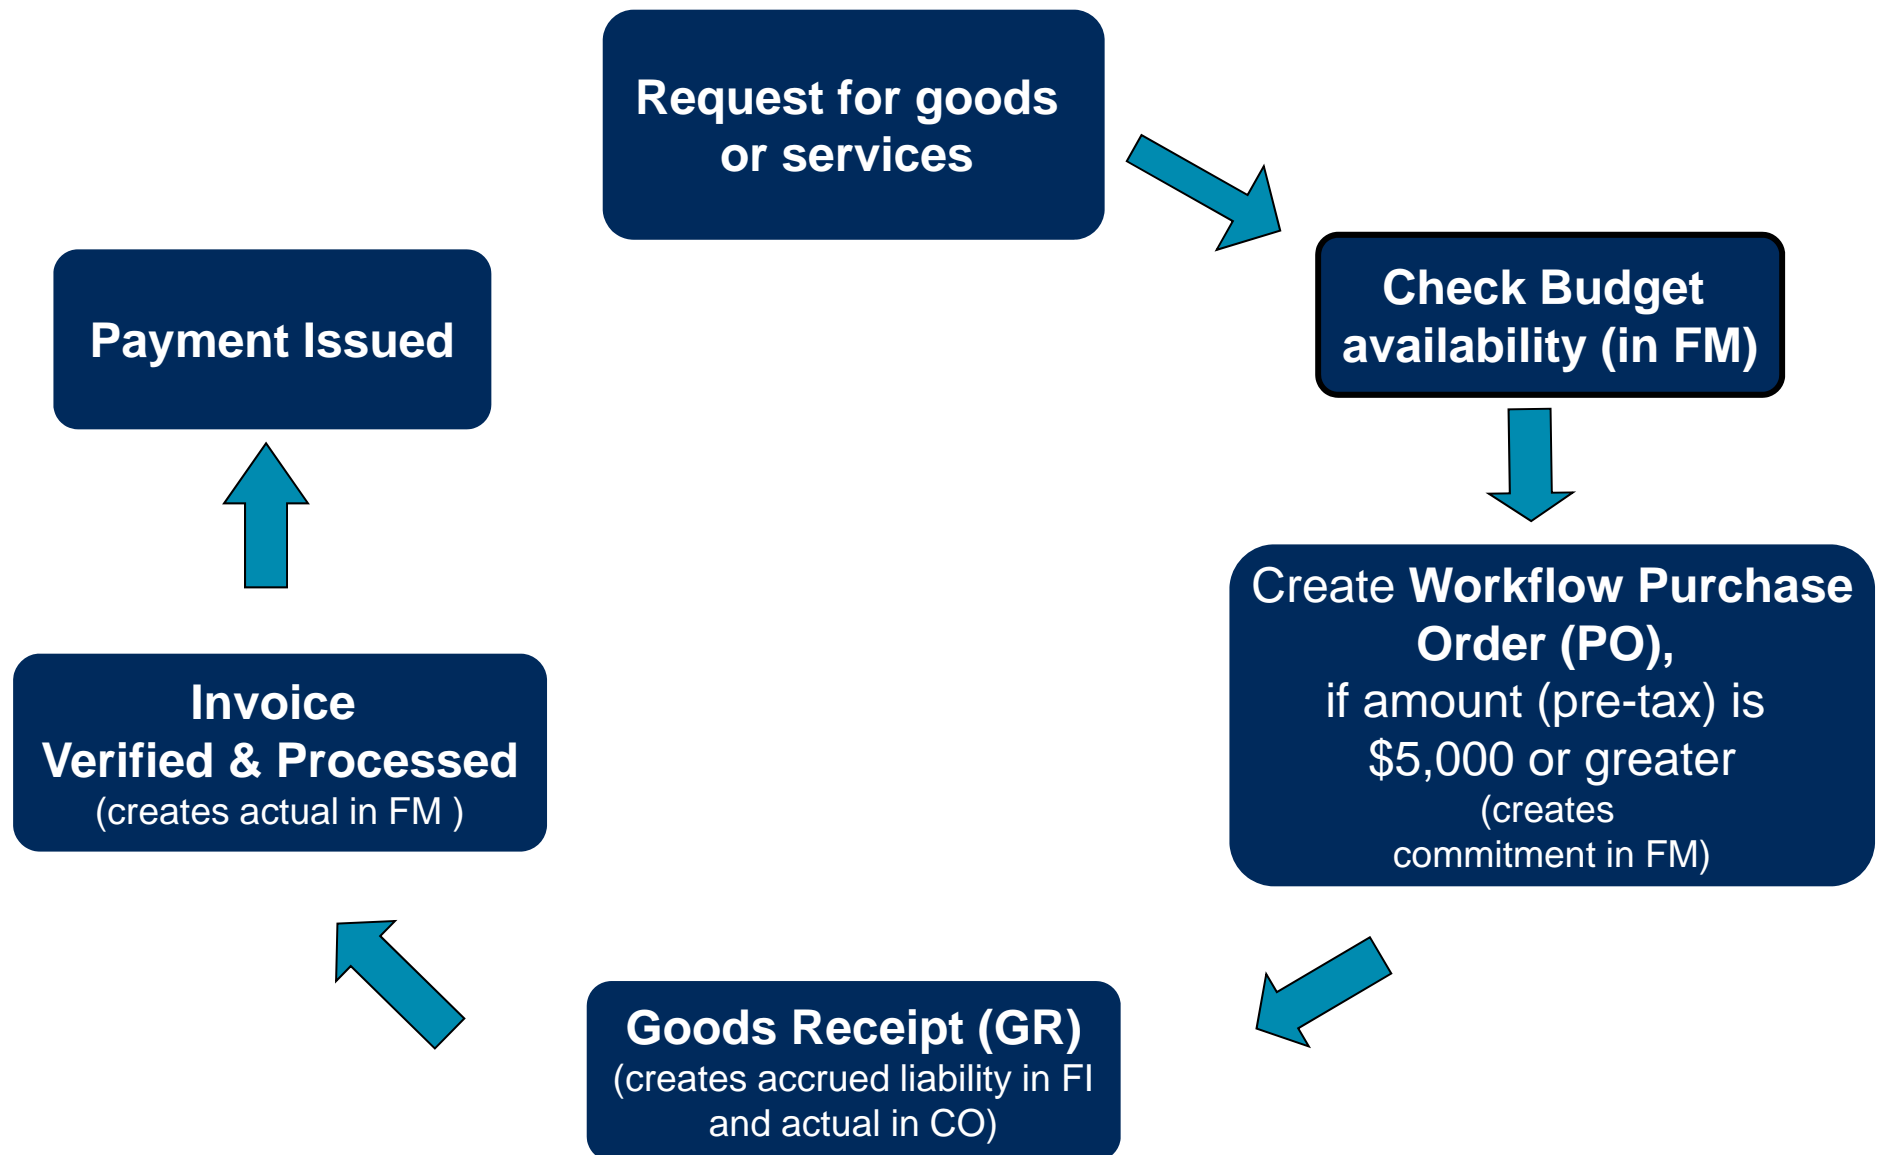 Request for goods
or services
Check Budget
availability (in FM)
Create Workflow Purchase
Order (PO),
if amount (pre-tax) is
$5,000 or greater
(creates
commitment in FM)
Goods Receipt (GR)
(creates accrued liability in FI
and actual in CO)
Invoice
Verified & Processed
(creates actual in FM )
Payment Issued